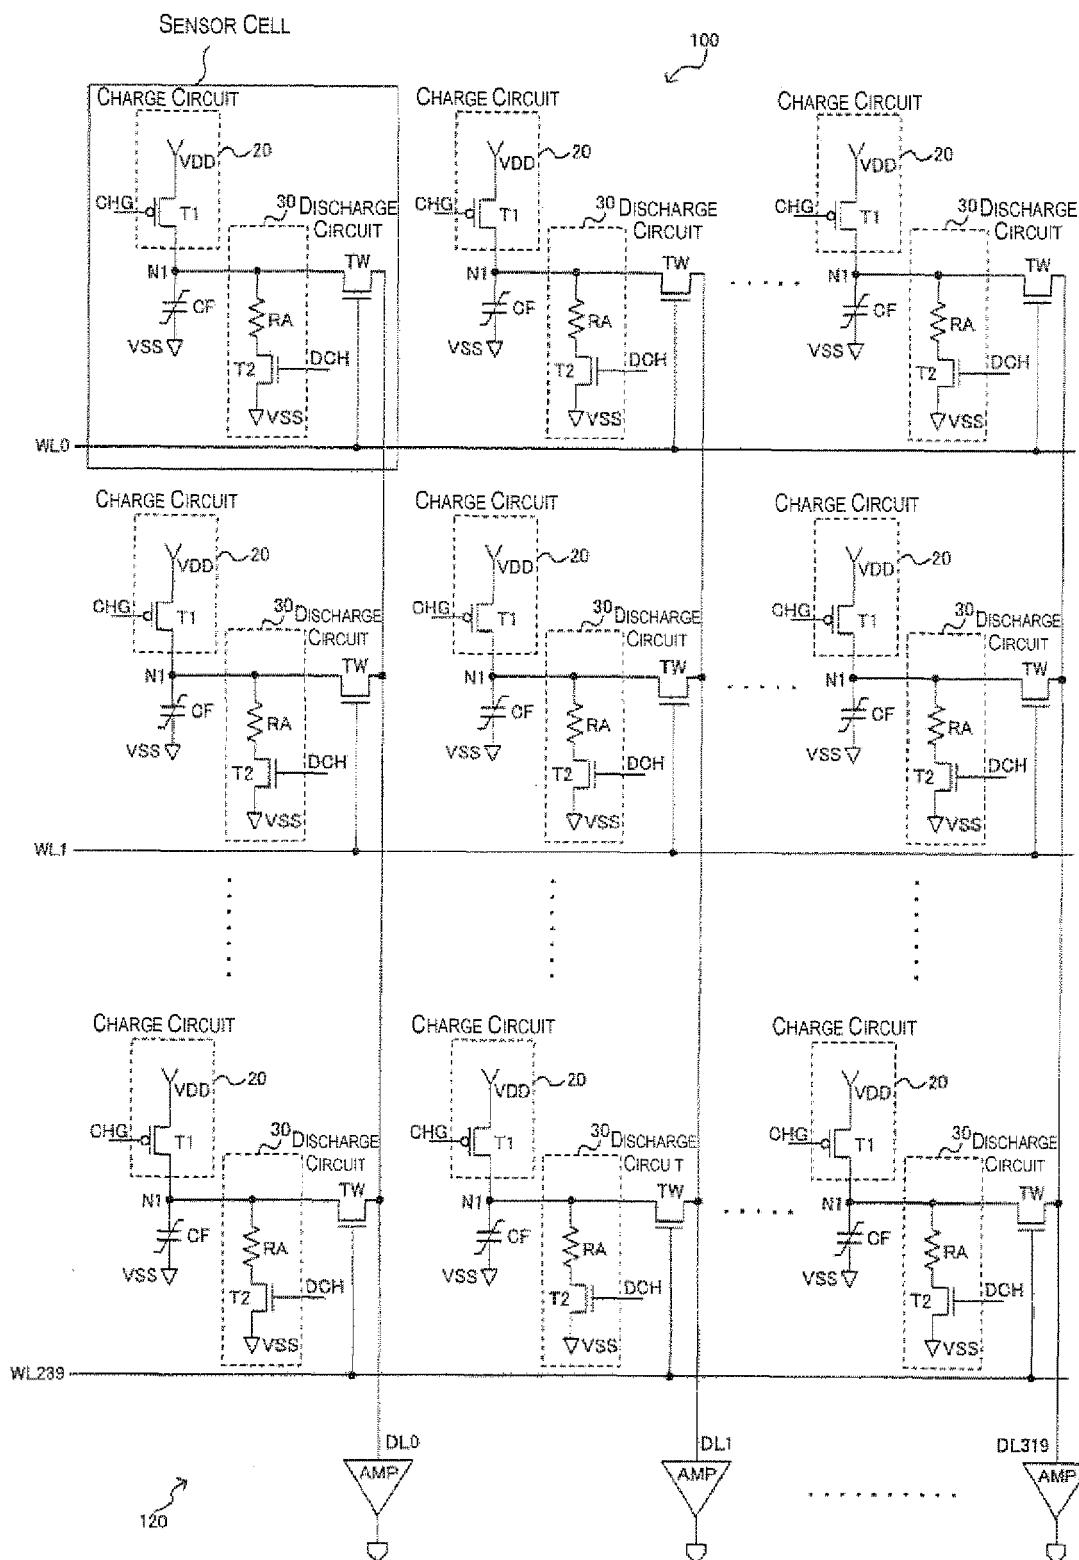 SENSOR CELL
100
CHARGE CIRCUIT
CHARGE CIRCUIT
CHARGE CIRCUIT
VDD
20
VDD
20
VDD
20
CHG
T1
CHG
T1
CHG
T1
30 DISCHARGE CIRCUIT
30 DISCHARGE CIRCUIT
30 DISCHARGE CIRCUIT
N1
TW
N1
TW
N1
TW
CF
RA
CF
RA
CF
RA
VSS
T2
DCH
VSS
T2
DCH
VSS
T2
DCH
VSS
VSS
VSS
WL0
CHARGE CIRCUIT
CHARGE CIRCUIT
CHARGE CIRCUIT
VDD
20
VDD
20
VDD
20
CHG
T1
CHG
T1
CHG
T1
30 DISCHARGE CIRCUIT
30 DISCHARGE CIRCUIT
30 DISCHARGE CIRCUIT
N1
TW
N1
TW
N1
TW
CF
RA
CF
RA
CF
RA
VSS
T2
DCH
VSS
T2
DCH
VSS
T2
DCH
VSS
VSS
VSS
WL1
CHARGE CIRCUIT
CHARGE CIRCUIT
CHARGE CIRCUIT
VDD
20
VDD
20
VDD
20
CHG
T1
CHG
T1
CHG
T1
30 DISCHARGE CIRCUIT
30 DISCHARGE CIRCU T
30 DISCHARGE CIRCUIT
N1
TW
N1
TW
N1
TW
CF
RA
CF
RA
CF
RA
VSS
T2
DCH
VSS
T2
DCH
VSS
T2
DCH
VSS
VSS
VSS
WL239
DL0
DL1
DL319
AMP
AMP
AMP
120